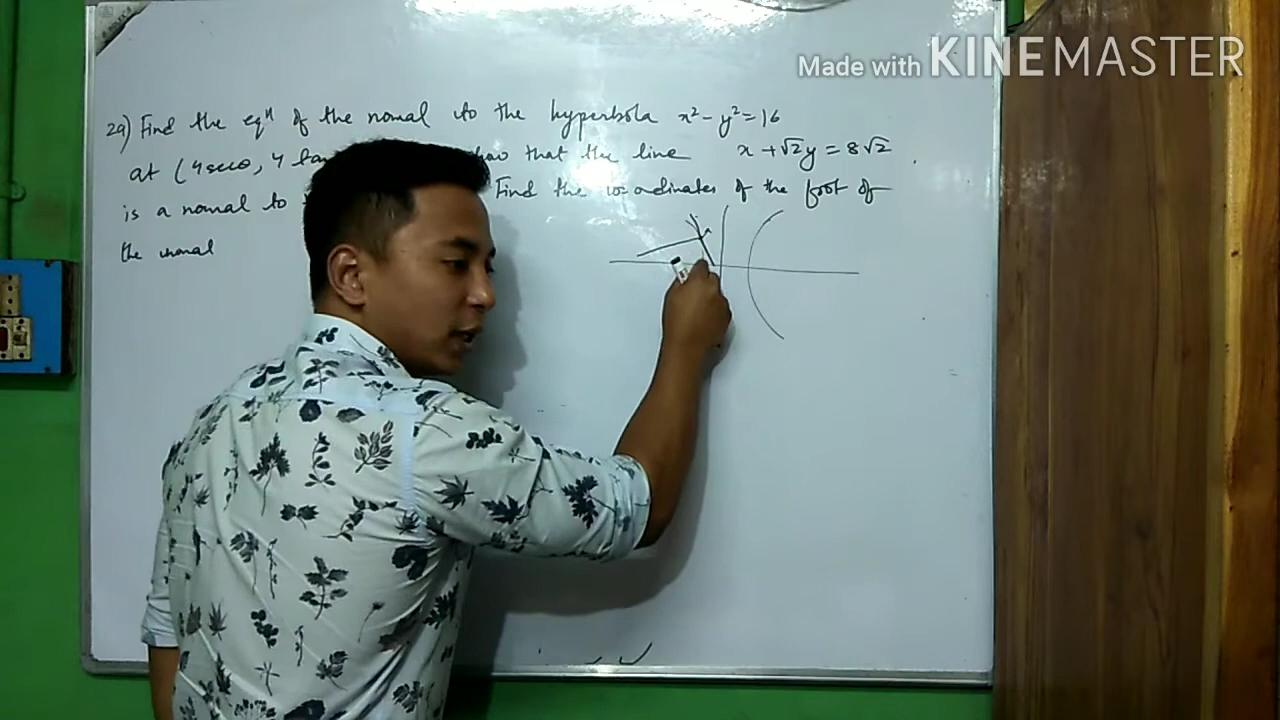 Made with KINEMASTER
29) Find the eqⁿ of the normal to the hyperbola x² - y² = 16
at (4secθ, 4 tan that the line x + √2y = 8√2 .
is a normal to Find the co-ordinates of the foot of
the normal